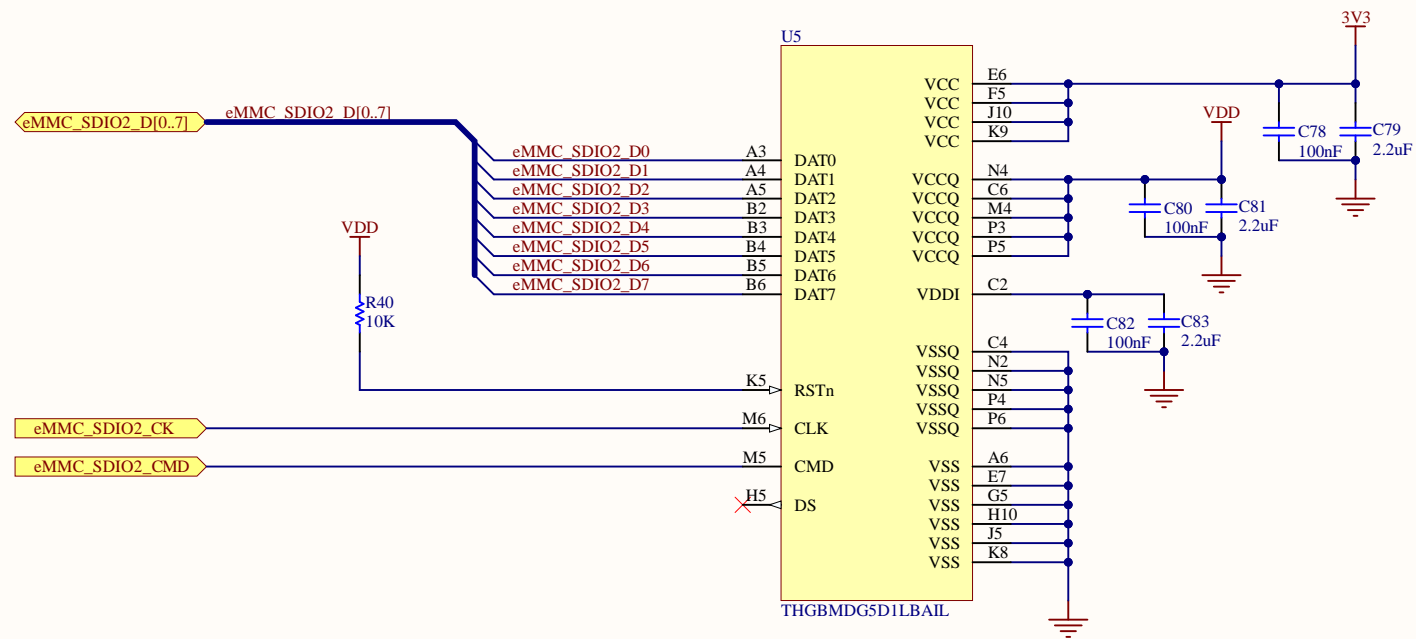 3V3
U5
E6
VCC
F5
VCC
J10
VCC
K9
VCC
eMMC_SDIO2_D[0..7]
eMMC_SDIO2_D[0..7]
VDD
C78
100nF
C79
2.2uF
eMMC_SDIO2_D0
A3
DAT0
eMMC_SDIO2_D1
A4
DAT1
eMMC_SDIO2_D2
A5
DAT2
eMMC_SDIO2_D3
B2
DAT3
eMMC_SDIO2_D4
B3
DAT4
eMMC_SDIO2_D5
B4
DAT5
eMMC_SDIO2_D6
B5
DAT6
eMMC_SDIO2_D7
B6
DAT7
VCCQ
N4
VCCQ
C6
VCCQ
M4
VCCQ
P3
VCCQ
P5
C80
100nF
C81
2.2uF
VDD
R40
10K
VDDI
C2
C82
100nF
C83
2.2uF
VSSQ
C4
VSSQ
N2
VSSQ
N5
VSSQ
P4
VSSQ
P6
K5
RSTn
eMMC_SDIO2_CK
M6
CLK
eMMC_SDIO2_CMD
M5
CMD
H5
DS
VSS
A6
VSS
E7
VSS
G5
VSS
H10
VSS
J5
VSS
K8
THGBMDG5D1LBAIL